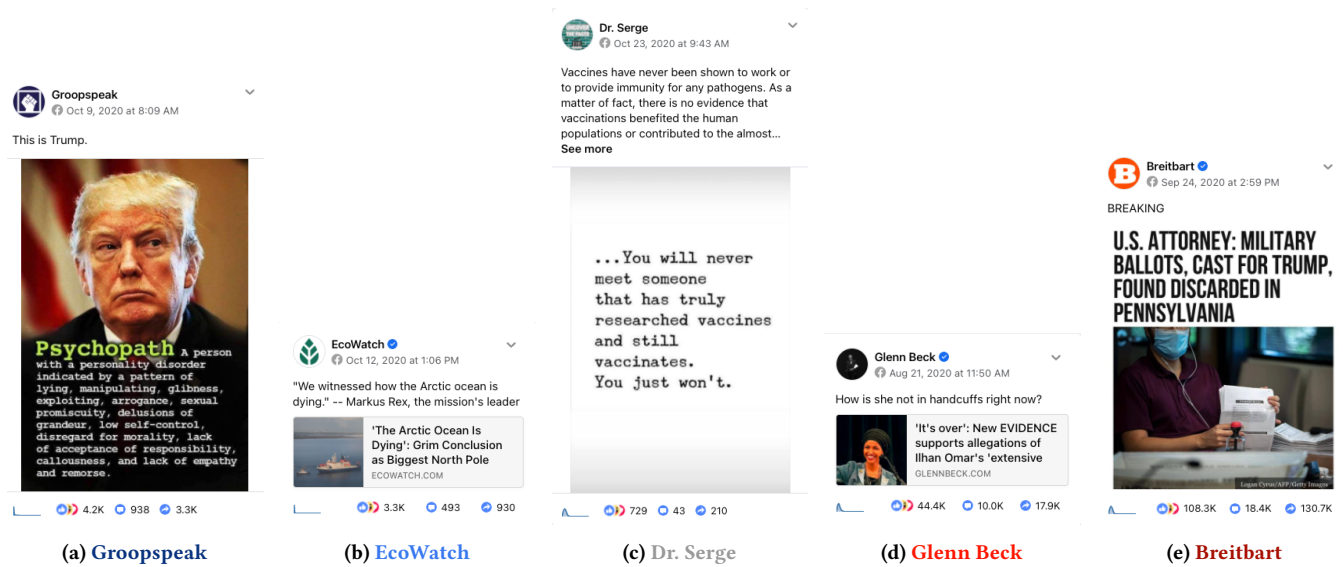 Groopspeak
Oct 9, 2020 at 8:09 AM
This is Trump.
Psychopath A person
with a personality disorder
indicated by a pattern of
lying, manipulating, glibness,
exploiting, arrogance, sexual
promiscuity, delusions of
grandeur, low self-control,
disregard for morality, lack
of acceptance of responsibility,
callousness, and lack of empathy
and remorse.
4.2K 938 3.3K
(a) Groopspeak
EcoWatch
Oct 12, 2020 at 1:06 PM
"We witnessed how the Arctic ocean is
dying." -- Markus Rex, the mission's leader
'The Arctic Ocean Is
Dying': Grim Conclusion
as Biggest North Pole
ECOWATCH.COM
3.3K 493 930
(b) EcoWatch
UNCOVER
THE FACTS
Dr. Serge
Oct 23, 2020 at 9:43 AM
Vaccines have never been shown to work or
to provide immunity for any pathogens. As a
matter of fact, there is no evidence that
vaccinations benefited the human
populations or contributed to the almost...
See more
...You will never
meet someone
that has truly
researched vaccines
and still
vaccinates.
You just won't.
729 43 210
(c) Dr. Serge
Glenn Beck
Aug 21, 2020 at 11:50 AM
How is she not in handcuffs right now?
'It's over': New EVIDENCE
supports allegations of
Ilhan Omar's 'extensive
GLENNBECK.COM
44.4K 10.0K 17.9K
(d) Glenn Beck
B
Breitbart
Sep 24, 2020 at 2:59 PM
BREAKING
U.S. ATTORNEY: MILITARY
BALLOTS, CAST FOR TRUMP,
FOUND DISCARDED IN
PENNSYLVANIA
Logan Cyrus/AFP/Getty Images
108.3K 18.4K 130.7K
(e) Breitbart